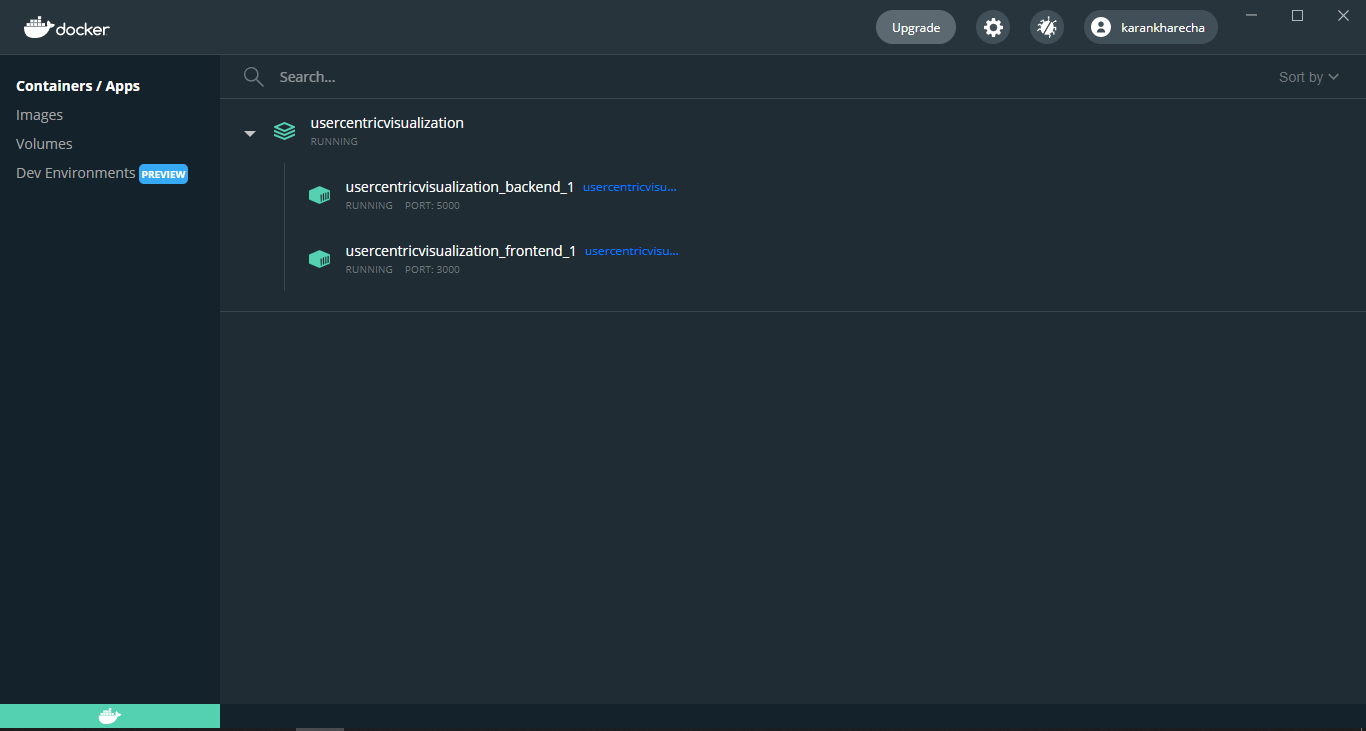 docker
Upgrade
karankharecha
Containers / Apps
Images
Volumes
Dev Environments PREVIEW
Search...
Sort by
usercentricvisualization
RUNNING
usercentricvisualization_backend_1 usercentricvisu...
RUNNING PORT: 5000
usercentricvisualization_frontend_1 usercentricvisu...
RUNNING PORT: 3000